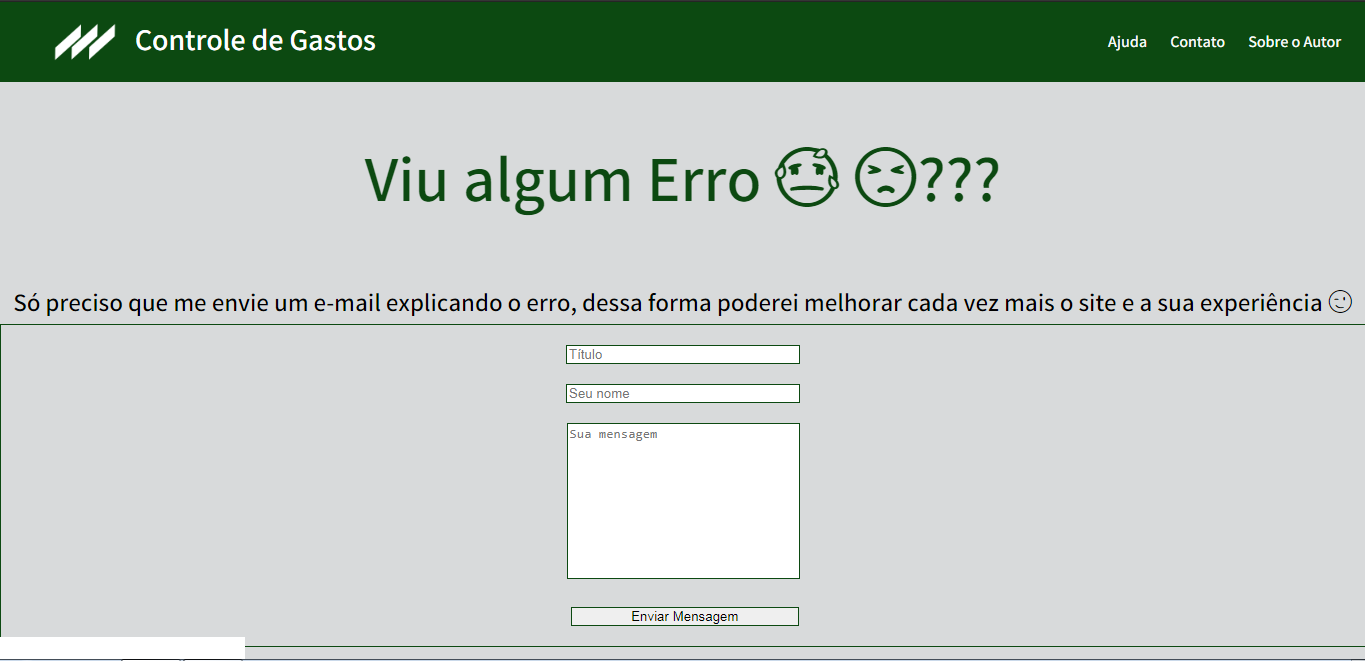 Controle de Gastos
Ajuda Contato Sobre o Autor
Viu algum Erro 😓 😣???
Só preciso que me envie um e-mail explicando o erro, dessa forma poderei melhorar cada vez mais o site e a sua experiência 😉
Título
Seu nome
Sua mensagem
Enviar Mensagem